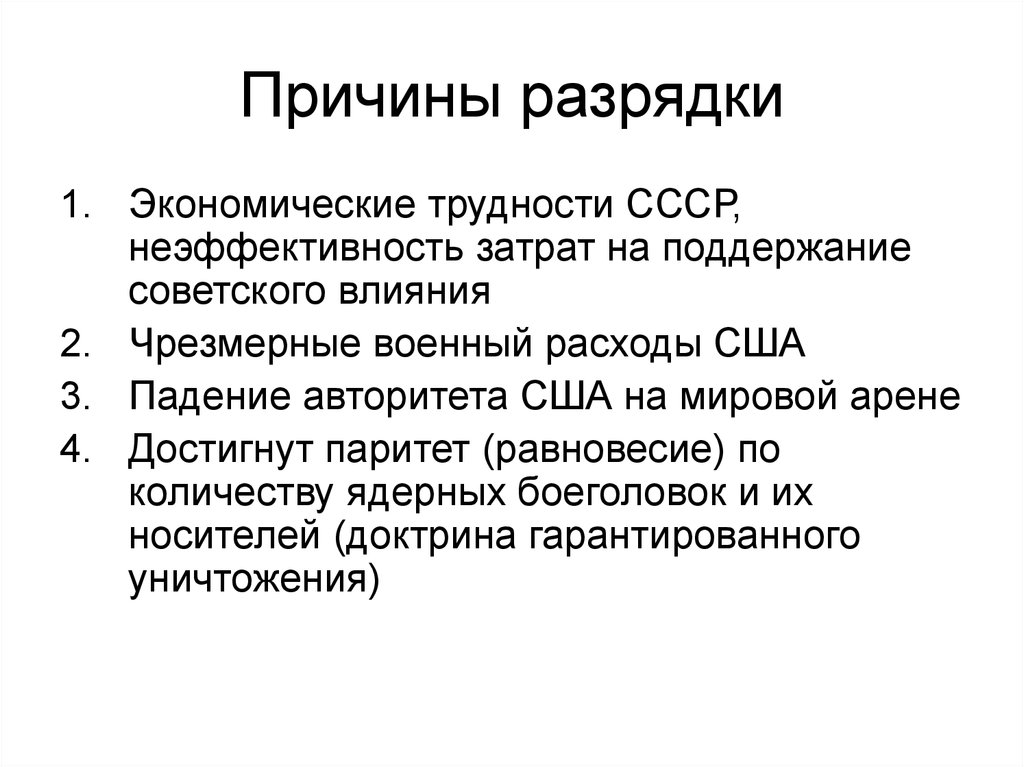 Причины разрядки
1. Экономические трудности СССР,
неэффективность затрат на поддержание
советского влияния
2. Чрезмерные военный расходы США
3. Падение авторитета США на мировой арене
4. Достигнут паритет (равновесие) по
количеству ядерных боеголовок и их
носителей (доктрина гарантированного
уничтожения)